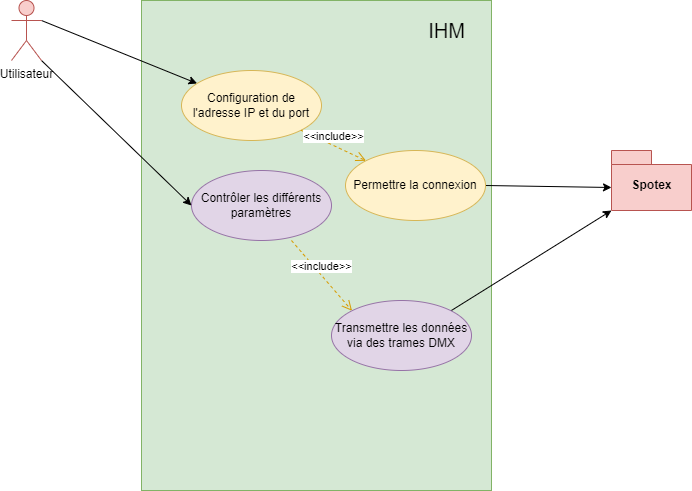 IHM
Utilisateur
Configuration de
l'adresse IP et du port
<<include>>
Permettre la connexion
Spotex
Contrôler les différents
paramètres
<<include>>
Transmettre les données
via des trames DMX